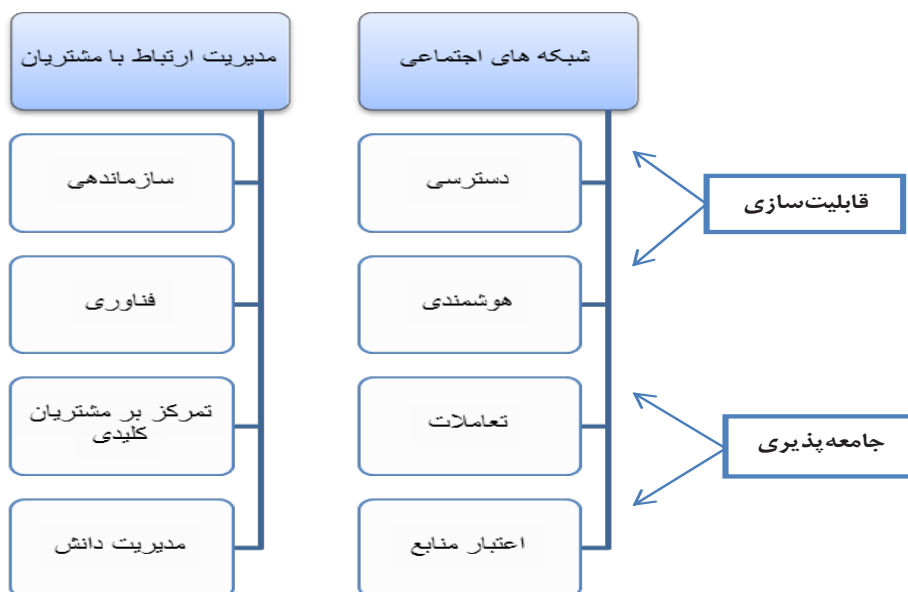 شبکه های اجتماعی
دسترسی
هوشمندی
تعاملات
اعتبار منابع
قابلیت‌سازی
جامعه‌پذیری
مدیریت ارتباط با مشتریان
سازماندهی
فناوری
تمرکز بر مشتریان
کلیدی
مدیریت دانش